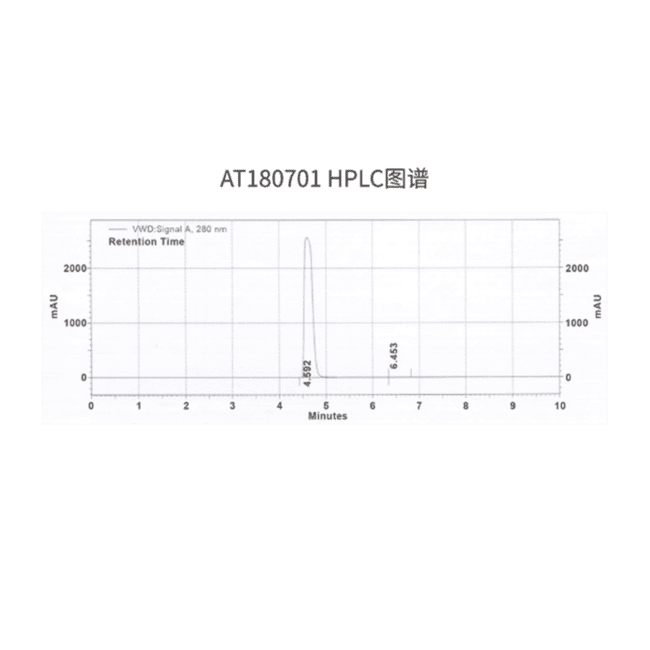 AT180701 HPLC图谱
VWD:Signal A, 280 nm
Retention Time
2000
1000
0
mAU
2000
1000
0
mAU
4.592
6.453
0 1 2 3 4 5 6 7 8 9 10
Minutes